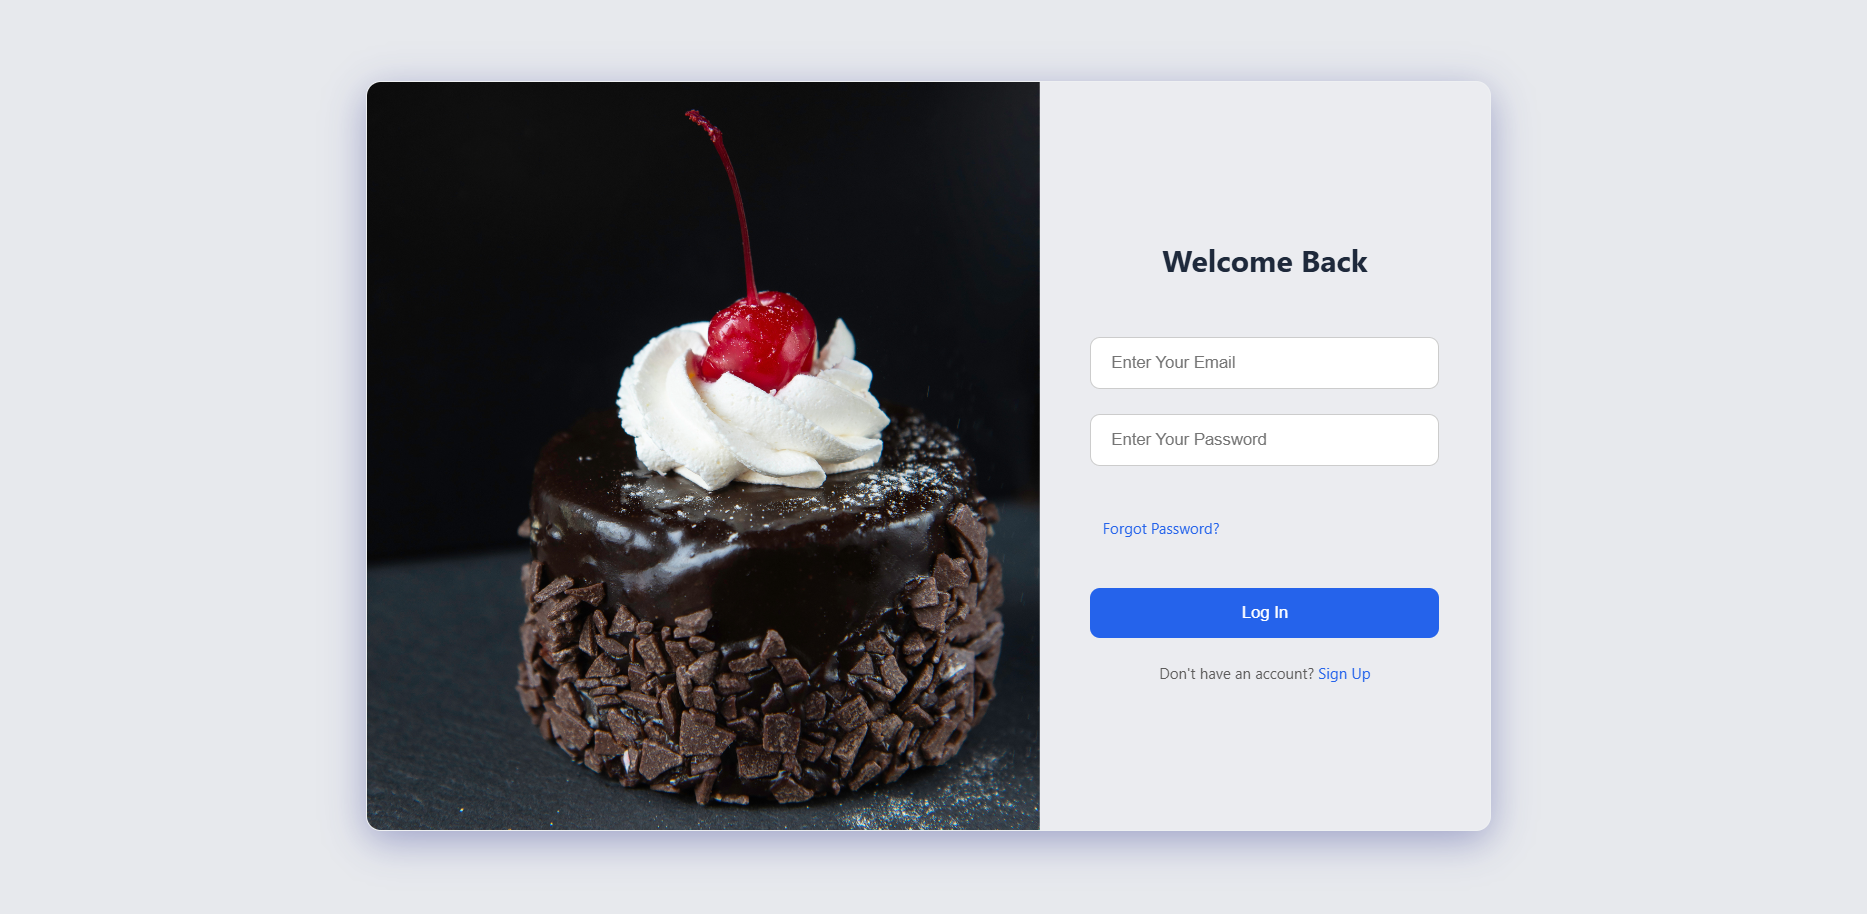 Welcome Back
Enter Your Email
Enter Your Password
Forgot Password?
Log In
Don't have an account? Sign Up